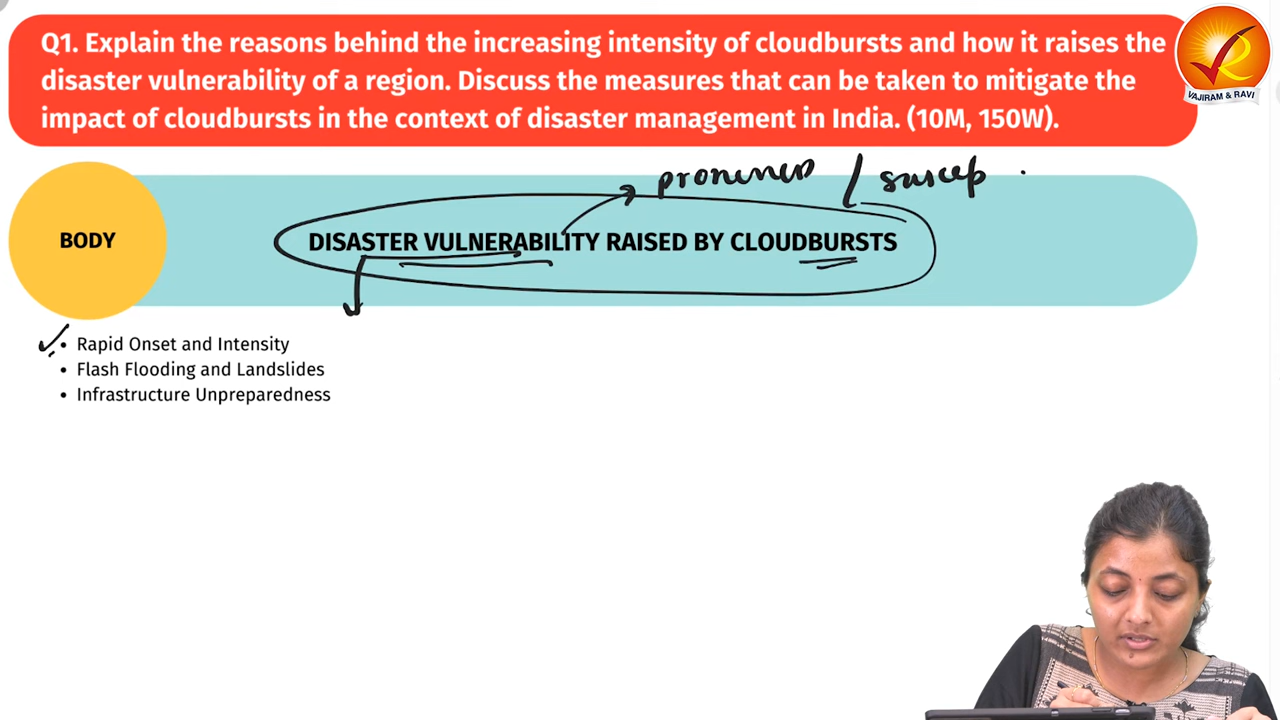 Q1. Explain the reasons behind the increasing intensity of cloudbursts and how it raises the
disaster vulnerability of a region. Discuss the measures that can be taken to mitigate the
impact of cloudbursts in the context of disaster management in India. (10M, 150W).
VAJIRAM & RAVI
proneness / suscep
BODY
DISASTER VULNERABILITY RAISED BY CLOUDBURSTS
• Rapid Onset and Intensity
• Flash Flooding and Landslides
• Infrastructure Unpreparedness